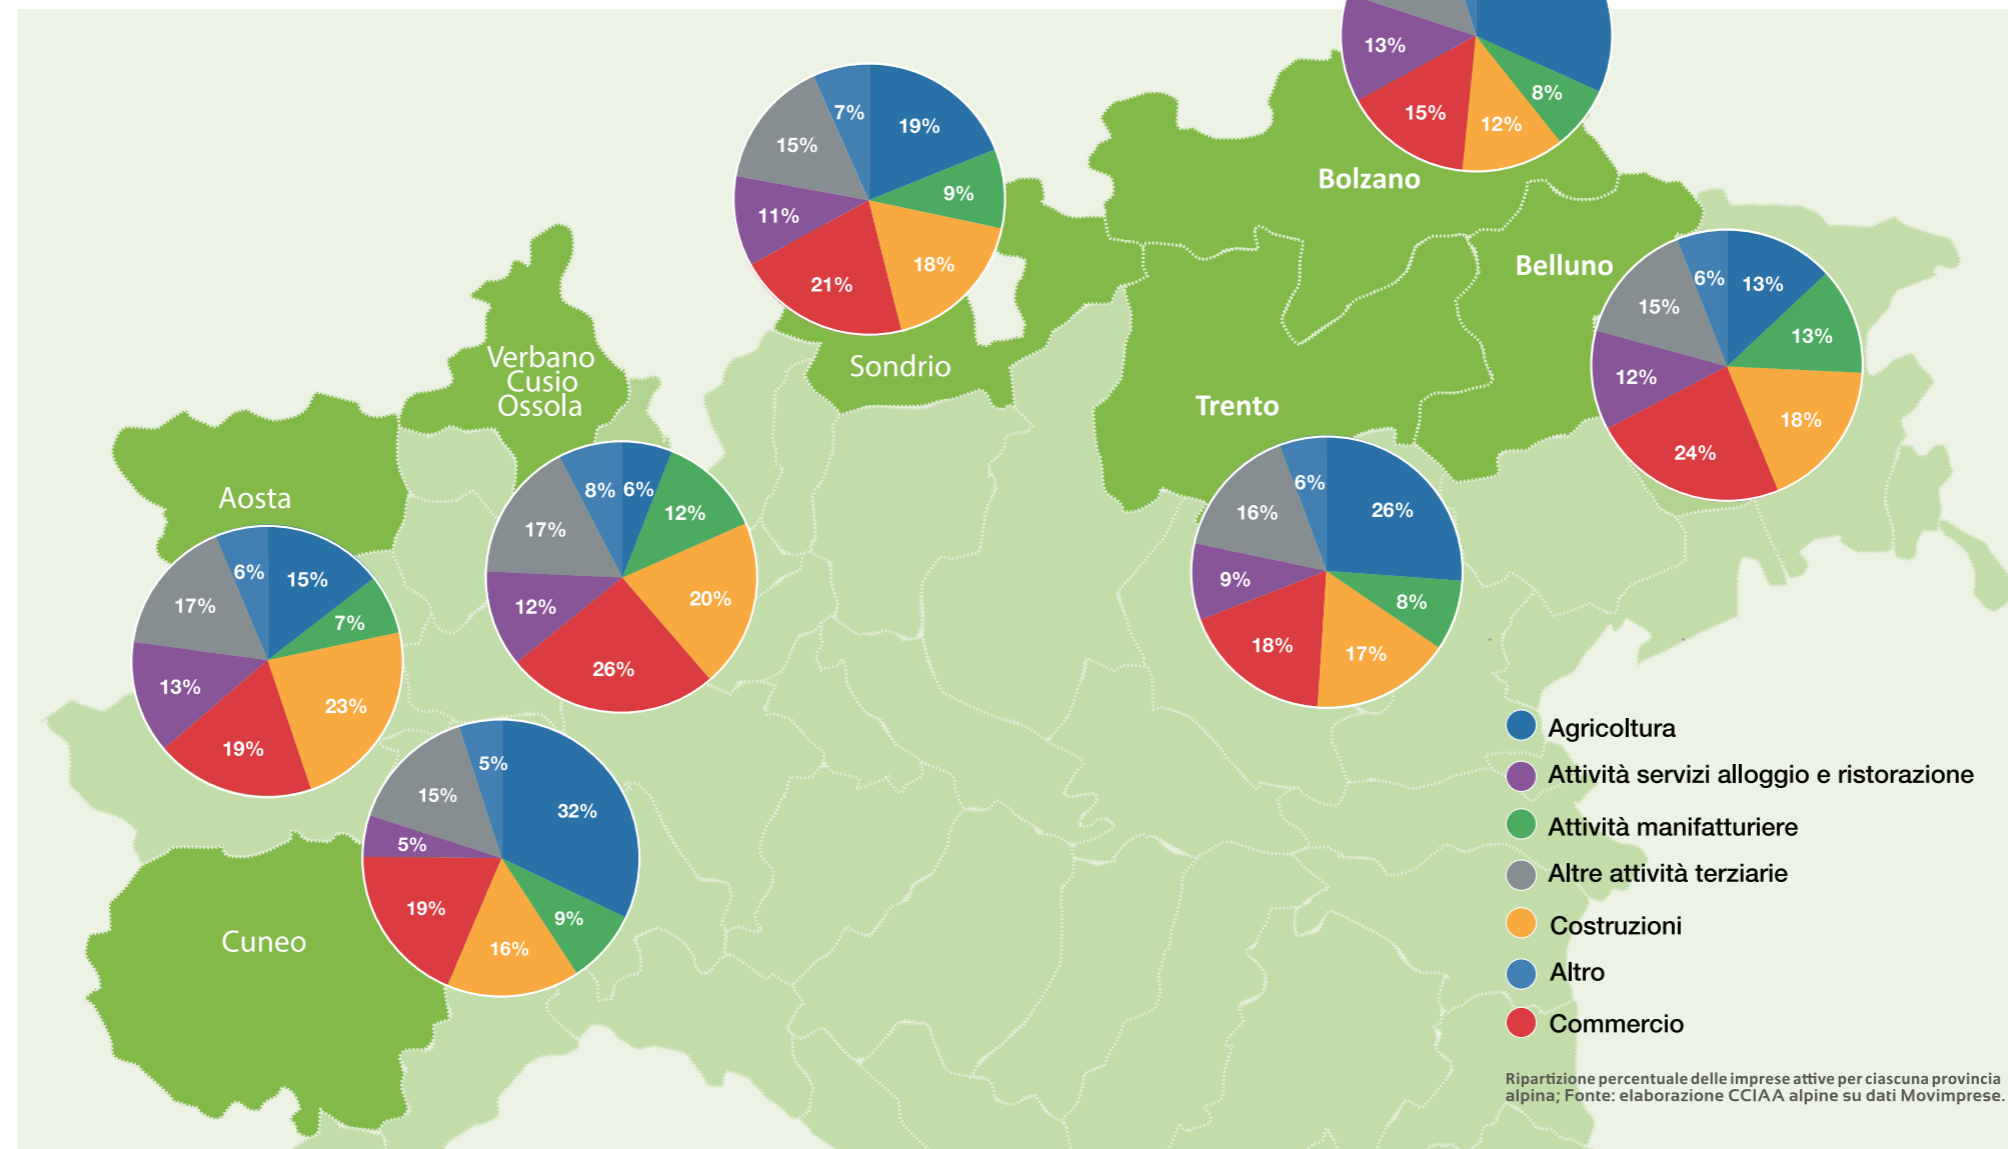 13%
8%
15%
12%
Bolzano
7%
19%
15%
9%
11%
18%
21%
Sondrio
Belluno
6%
13%
15%
13%
12%
18%
24%
Verbano
Cusio
Ossola
Trento
6%
26%
16%
9%
8%
18%
17%
8%
6%
12%
17%
12%
20%
26%
Aosta
6%
15%
17%
7%
13%
23%
19%
5%
32%
15%
5%
19%
9%
16%
Cuneo
Agricoltura
Attività servizi alloggio e ristorazione
Attività manifatturiere
Altre attività terziarie
Costruzioni
Altro
Commercio
Ripartizione percentuale delle imprese attive per ciascuna provincia
alpina; Fonte: elaborazione CCIAA alpine su dati Movimprese.